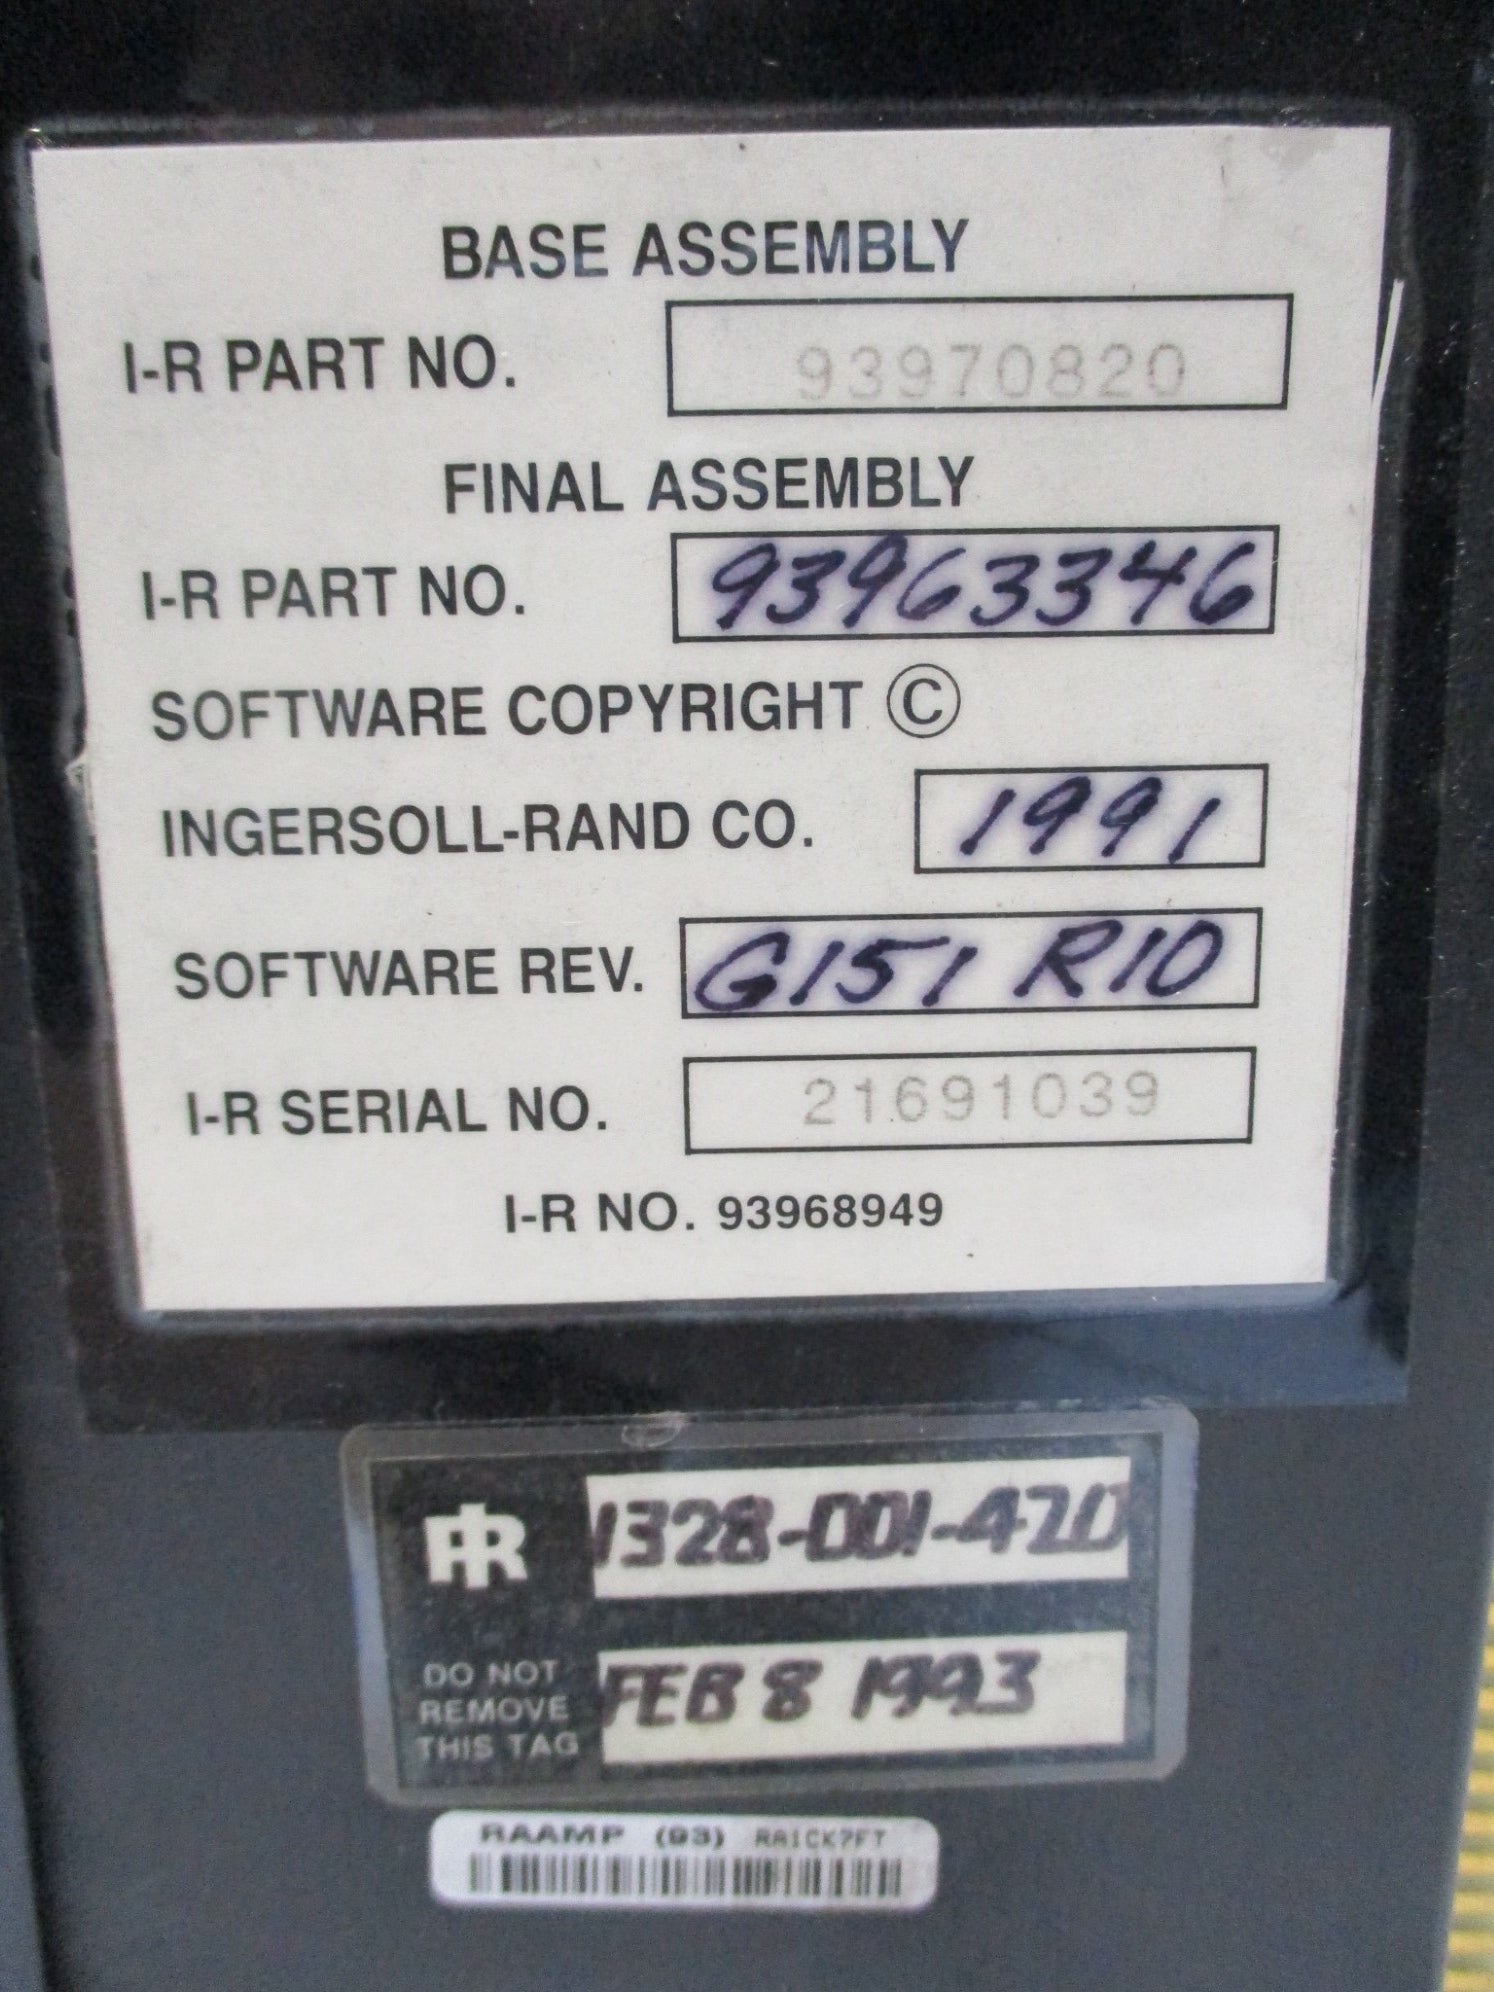 BASE ASSEMBLY
I-R PART NO. 93970820
FINAL ASSEMBLY
I-R PART NO. 93963346
SOFTWARE COPYRIGHT ©
INGERSOLL-RAND CO. 1991
SOFTWARE REV. G151 R10
I-R SERIAL NO. 21691039
I-R NO. 93968949
IR 1328-001-420
DO NOT
REMOVE
THIS TAG
FEB 8 1993
RAAMP (93) RA1CK7FT